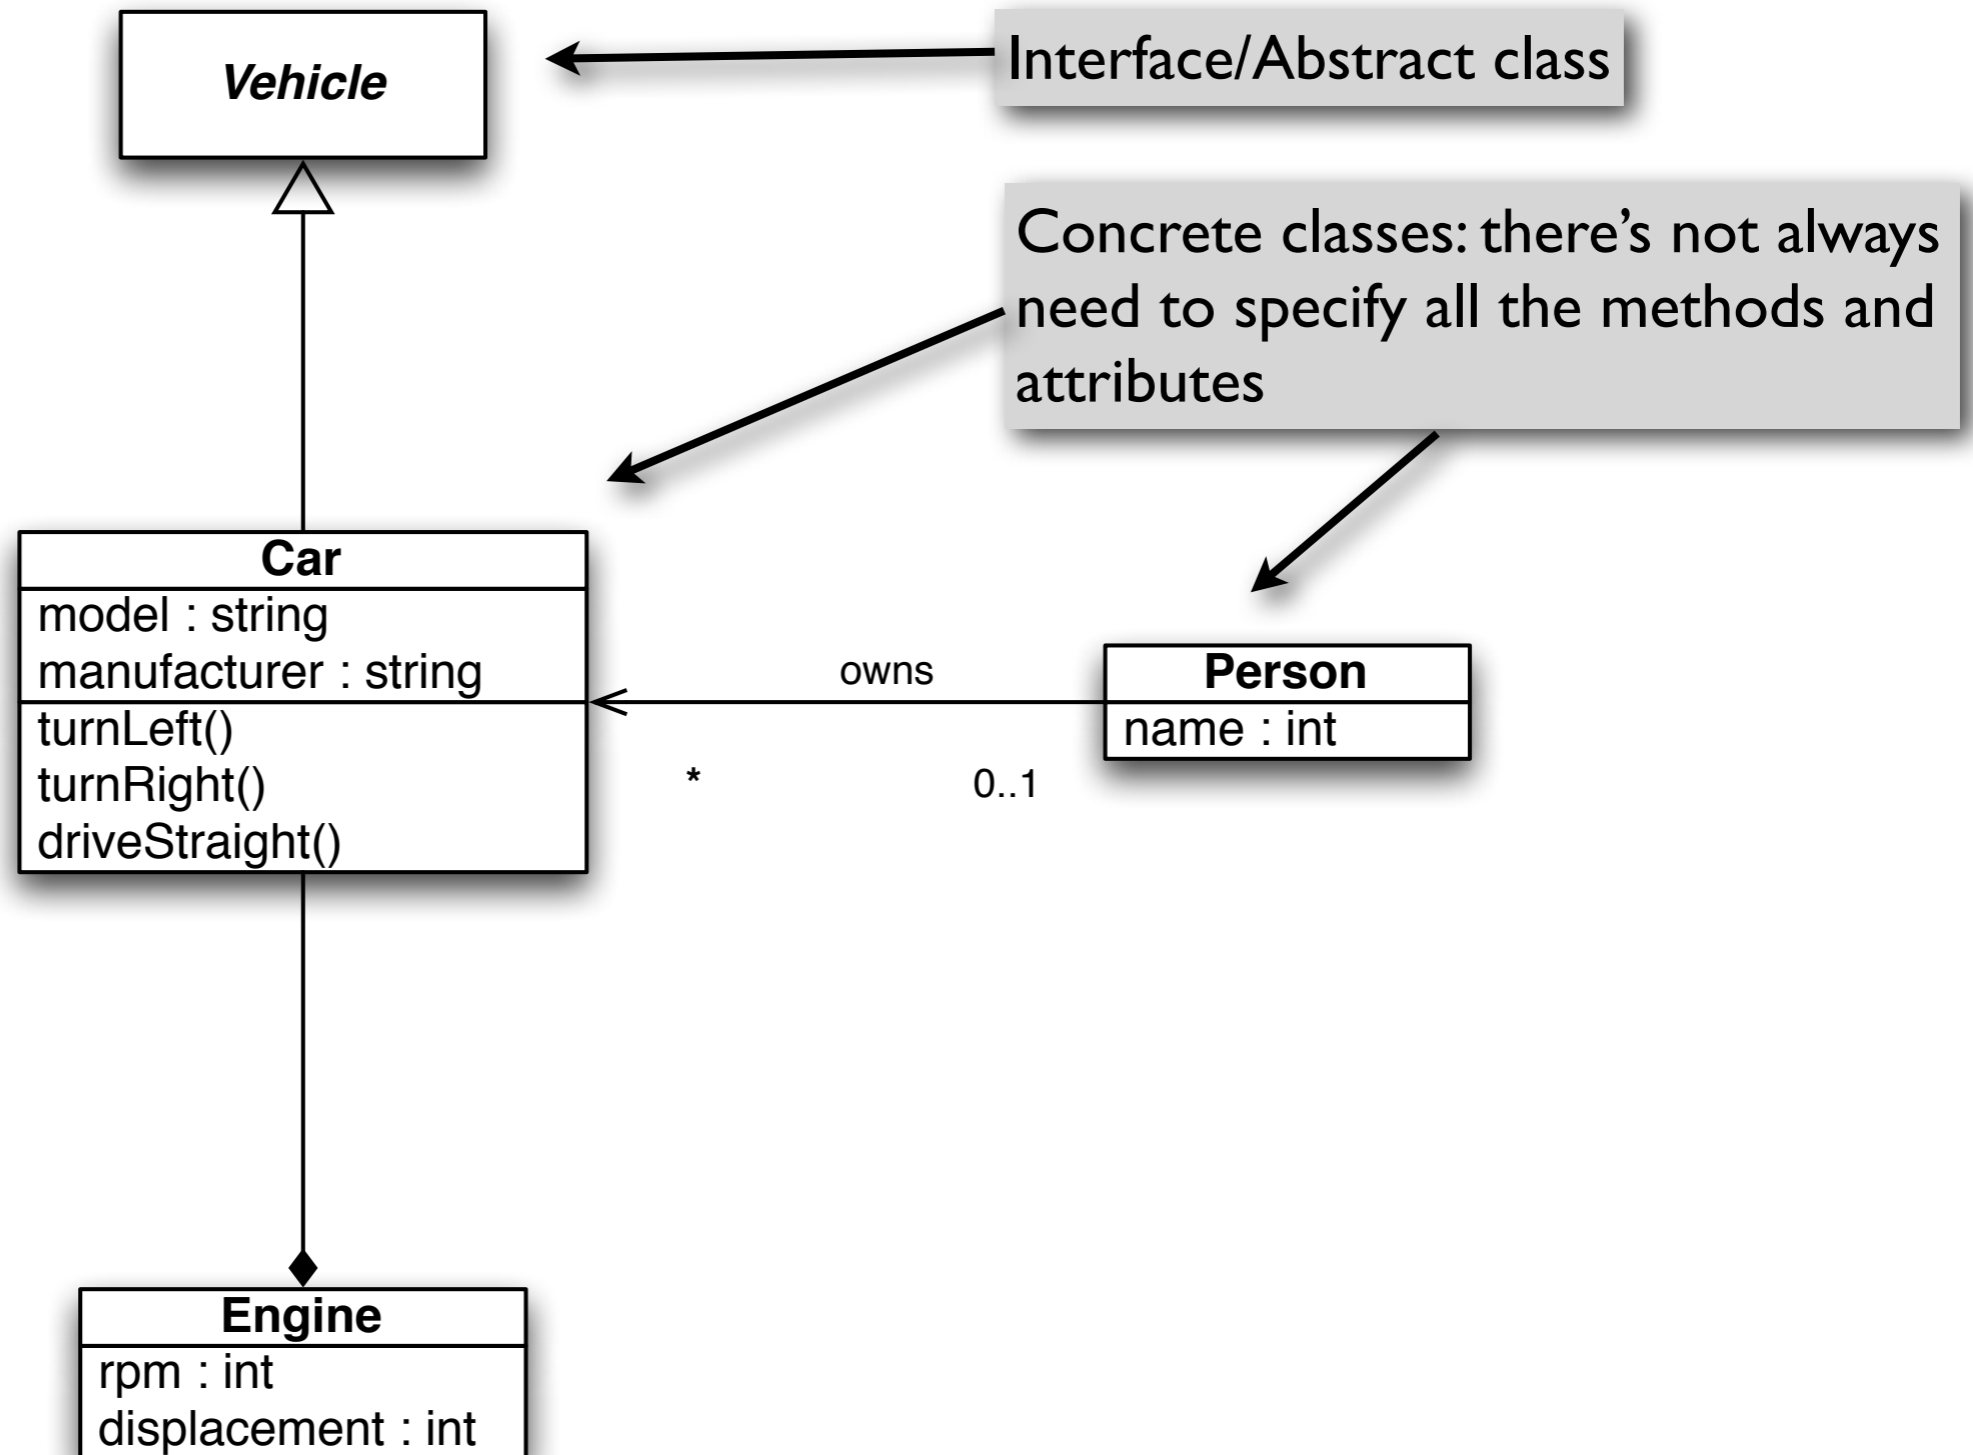 Vehicle
Interface/Abstract class
Concrete classes: there's not always
need to specify all the methods and
attributes
Car
model : string
manufacturer : string
turnLeft()
turnRight()
driveStraight()
owns
*
0..1
Person
name : int
Engine
rpm : int
displacement : int